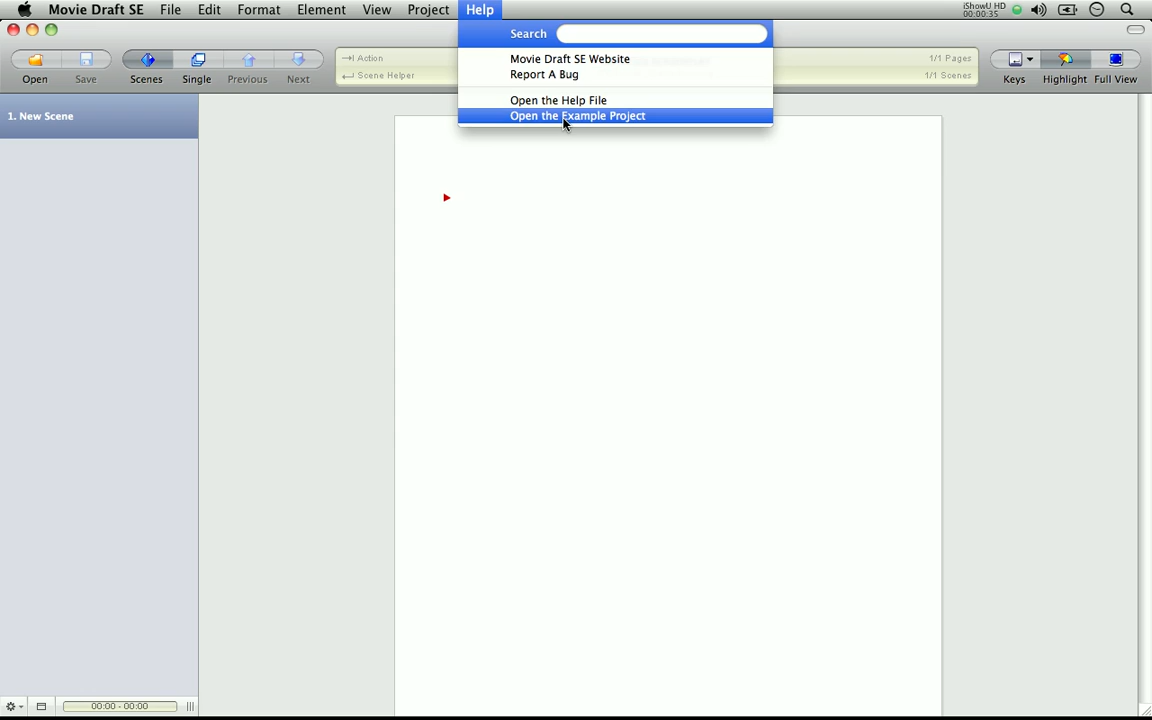 Movie Draft SE File Edit Format Element View Project Help iShowU HD
00:00:35
Search
Movie Draft SE Website
Report A Bug
Open the Help File
Open the Example Project
Open Save Scenes Single Previous Next
Action 1/1 Pages
Scene Helper 1/1 Scenes
Keys Highlight Full View
1. New Scene
00:00 - 00:00